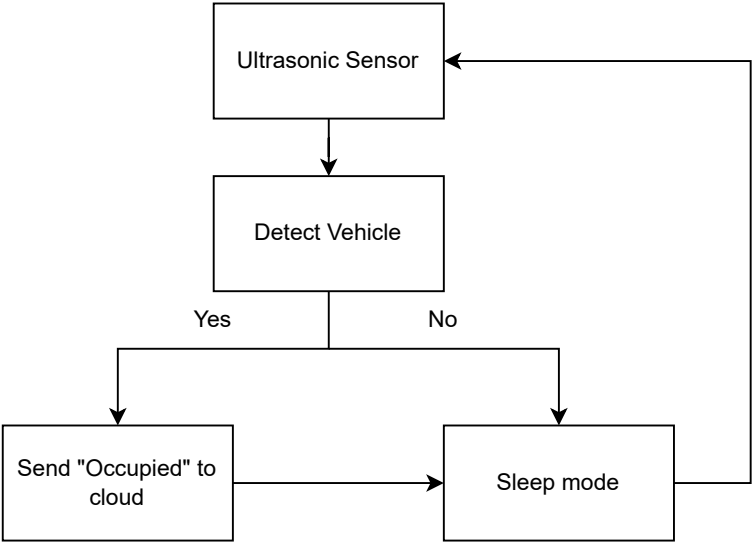 Ultrasonic Sensor
Detect Vehicle
Yes
No
Send "Occupied" to
cloud
Sleep mode